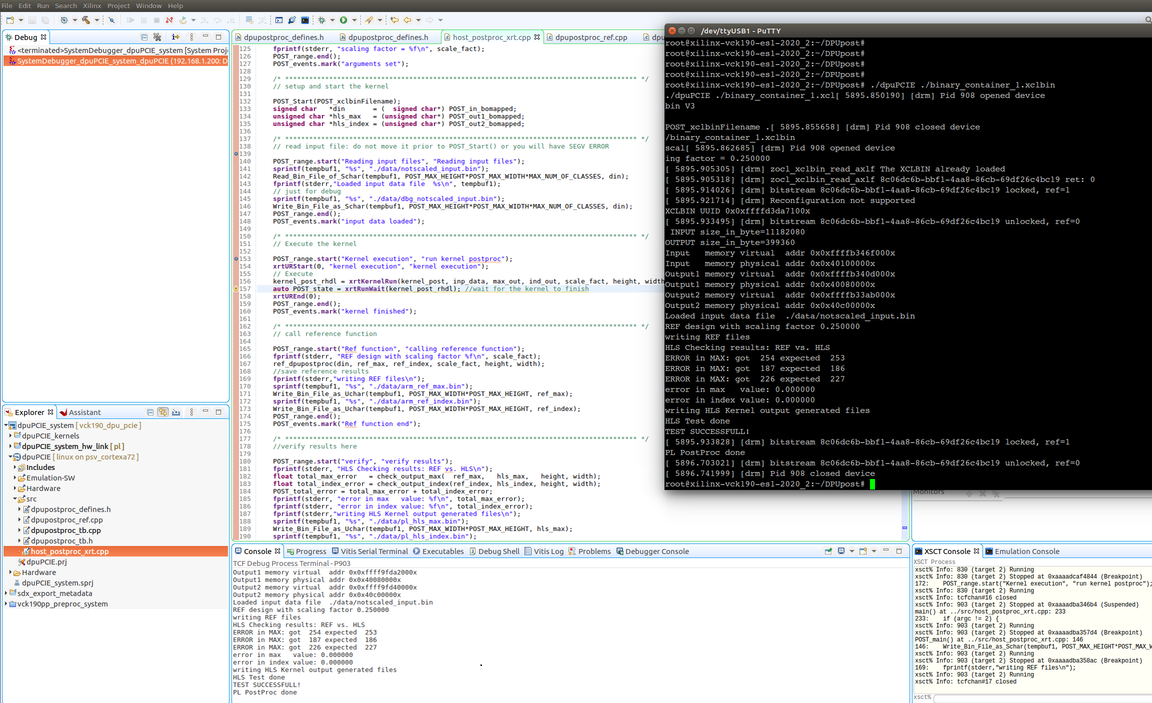 File Edit Run Search Xilinx Project Window Help
Debug
<terminated>SystemDebugger_dpuPCIE_system [System Proj
SystemDebugger_dpuPCIE_system_dpuPCIE (192.168.1.200: D
Explorer
Assistant
dpuPCIE_system [ vck190_dpu_pcie ]
dpuPCIE_kernels
dpuPCIE_system_hw_link [ pl ]
dpuPCIE [ linux on psv_cortexa72 ]
Includes
Emulation-SW
Hardware
src
dpupostproc_defines.h
dpupostproc_ref.cpp
dpupostproc_tb.cpp
dpupostproc_tb.h
host_postproc_xrt.cpp
dpuPCIE.prj
Hardware
dpuPCIE_system.sprj
sdx_export_metadata
vck190pp_preproc_system
dpupostproc_defines.h
dpupostproc_defines.h
host_postproc_xrt.cpp
dpupostproc_ref.cpp
125 fprintf(stderr, "scaling factor = %f\n", scale_fact);
126 POST_range.end();
127 POST_events.mark("arguments set");
128
129 /* ********************************************************************************** */
130 // setup and start the kernel
131
132 POST_Start(POST_xclbinFilename);
133 signed char *din = ( signed char*) POST_in_bomapped;
134 unsigned char *hls_max = (unsigned char*) POST_out1_bomapped;
135 unsigned char *hls_index = (unsigned char*) POST_out2_bomapped;
136
137 /* ********************************************************************************** */
138 // read input file: do not move it prior to POST_Start() or you will have SEGV ERROR
139
140 POST_range.start("Reading input files", "Reading input files");
141 sprintf(tempbuf1, "%s", "./data/notscaled_input.bin");
142 Read_Bin_File_of_Schar(tempbuf1, POST_MAX_HEIGHT*POST_MAX_WIDTH*MAX_NUM_OF_CLASSES, din);
143 fprintf(stderr,"Loaded input data file %s\n", tempbuf1);
144 // just for debug
145 sprintf(tempbuf1, "%s", "./data/dbg_notscaled_input.bin");
146 Write_Bin_File_as_Schar(tempbuf1, POST_MAX_HEIGHT*POST_MAX_WIDTH*MAX_NUM_OF_CLASSES, din);
147 POST_range.end();
148 POST_events.mark("input data loaded");
149
150 /* ********************************************************************************** */
151 // Execute the kernel
152
153 POST_range.start("Kernel execution", "run kernel postproc");
154 xrtURStart(0, "kernel execution", "kernel execution");
155 // Execute
156 kernel_post_rhdl = xrtKernelRun(kernel_post, inp_data, max_out, ind_out, scale_fact, height, width
157 auto POST_state = xrtRunWait(kernel_post_rhdl); //wait for the kernel to finish
158 xrtUREnd(0);
159 POST_range.end();
160 POST_events.mark("kernel finished");
161
162 /* ********************************************************************************** */
163 // call reference function
164
165 POST_range.start("Ref function", "calling reference function");
166 fprintf(stderr, "REF design with scaling factor %f\n", scale_fact);
167 ref_dpupostproc(din, ref_max, ref_index, scale_fact, height, width);
168 //save reference results
169 fprintf(stderr,"writing REF files\n");
170 sprintf(tempbuf1, "%s", "./data/arm_ref_max.bin");
171 Write_Bin_File_As_Char(tempbuf1, POST_MAX_WIDTH*POST_MAX_HEIGHT, ref_max);
172 sprintf(tempbuf1, "%s", "./data/arm_ref_index.bin");
173 Write_Bin_File_As_Char(tempbuf1, POST_MAX_WIDTH*POST_MAX_HEIGHT, ref_index);
174 POST_range.end();
175 POST_events.mark("Ref function end");
176
177 /* ********************************************************************************** */
178 //verify results here
179
180 POST_range.start("verify", "verify results");
181 fprintf(stderr, "HLS Checking results: REF vs. HLS\n");
182 float total_max_error = check_output_max( ref_max, hls_max, height, width);
183 float total_index_error = check_output_index(ref_index, hls_index, height, width);
184 POST_total_error = total_max_error + total_index_error;
185 fprintf(stderr, "error in max value: %f\n", total_max_error);
186 fprintf(stderr, "error in index value: %f\n", total_index_error);
187 fprintf(stderr, "writing HLS Kernel output generated files\n");
188 sprintf(tempbuf1, "%s", "./data/pl_hls_max.bin");
189 Write_Bin_File_As_Char(tempbuf1, POST_MAX_WIDTH*POST_MAX_HEIGHT, hls_max);
190 sprintf(tempbuf1, "%s", "./data/pl_hls_index.bin");
/dev/ttyUSB1 - PuTTY
root@xilinx-vck190-es1-2020_2:~/DPUpost#
root@xilinx-vck190-es1-2020_2:~/DPUpost#
root@xilinx-vck190-es1-2020_2:~/DPUpost#
root@xilinx-vck190-es1-2020_2:~/DPUpost#
root@xilinx-vck190-es1-2020_2:~/DPUpost# ./dpuPCIE ./binary_container_1.xclbin
./dpuPCIE ./binary_container_1.xcl[ 5895.850190] [drm] Pid 908 opened device
bin V3
POST_xclbinFilename .[ 5895.855658] [drm] Pid 908 closed device
/binary_container_1.xclbin
scal[ 5895.862685] [drm] Pid 908 opened device
ing factor = 0.250000
[ 5895.905305] [drm] zocl_xclbin_read_axlf The XCLBIN already loaded
[ 5895.905318] [drm] zocl_xclbin_read_axlf 8c06dc6b-bbf1-4aa8-86cb-69df26c4bc19 ret: 0
[ 5895.914026] [drm] bitstream 8c06dc6b-bbf1-4aa8-86cb-69df26c4bc19 locked, ref=1
[ 5895.921714] [drm] Reconfiguration not supported
XCLBIN UUID 0x0xffffd3da7100x
[ 5895.933495] [drm] bitstream 8c06dc6b-bbf1-4aa8-86cb-69df26c4bc19 unlocked, ref=0
INPUT size_in_byte=11182080
OUTPUT size_in_byte=399360
Input memory virtual addr 0x0xffffb346f000x
Input memory physical addr 0x0x40100000x
Output1 memory virtual addr 0x0xffffb340d000x
Output1 memory physical addr 0x0x40080000x
Output2 memory virtual addr 0x0xffffb33ab000x
Output2 memory physical addr 0x0x40c00000x
Loaded input data file ./data/notscaled_input.bin
REF design with scaling factor 0.250000
writing REF files
HLS Checking results: REF vs. HLS
ERROR in MAX: got 254 expected 253
ERROR in MAX: got 187 expected 186
ERROR in MAX: got 226 expected 227
error in max value: 0.000000
error in index value: 0.000000
writing HLS Kernel output generated files
HLS Test done
TEST SUCCESSFULL!
[ 5895.933828] [drm] bitstream 8c06dc6b-bbf1-4aa8-86cb-69df26c4bc19 locked, ref=1
PL PostProc done
[ 5896.703021] [drm] bitstream 8c06dc6b-bbf1-4aa8-86cb-69df26c4bc19 unlocked, ref=0
[ 5896.741999] [drm] Pid 908 closed device
root@xilinx-vck190-es1-2020_2:~/DPUpost#
Monitors
Console
Progress
Vitis Serial Terminal
Executables
Debug Shell
Vitis Log
Problems
Debugger Console
TCF Debug Process Terminal - P903
Output1 memory virtual addr 0x0xffff9fda2000x
Output1 memory physical addr 0x0x40080000x
Output2 memory virtual addr 0x0xffff9fd40000x
Output2 memory physical addr 0x0x40c00000x
Loaded input data file ./data/notscaled_input.bin
REF design with scaling factor 0.250000
writing REF files
HLS Checking results: REF vs. HLS
ERROR in MAX: got 254 expected 253
ERROR in MAX: got 187 expected 186
ERROR in MAX: got 226 expected 227
error in max value: 0.000000
error in index value: 0.000000
writing HLS Kernel output generated files
HLS Test done
TEST SUCCESSFULL!
PL PostProc done
XSCT Console
Emulation Console
XSCT Process
xsct% Info: 830 (target 2) Running
xsct% Info: 830 (target 2) Stopped at 0xaaaadcaf4844 (Breakpoint)
172: POST_range.start("Kernel execution", "run kernel postproc");
xsct% Info: 830 (target 2) Running
xsct% Info: tcfchan#16 closed
xsct% Info: 903 (target 2) Stopped at 0xaaaadba346b4 (Suspended)
main() at ../src/host_postproc_xrt.cpp: 233
233: if (argc != 2) {
xsct% Info: 903 (target 2) Running
xsct% Info: 903 (target 2) Stopped at 0xaaaadba357d4 (Breakpoint)
POST_main() at ../src/host_postproc_xrt.cpp: 146
146: Write_Bin_File_as_Schar(tempbuf1, POST_MAX_HEIGHT*POST_MAX_W
xsct% Info: 903 (target 2) Running
xsct% Info: 903 (target 2) Stopped at 0xaaaadba358ac (Breakpoint)
169: fprintf(stderr,"writing REF files\n");
xsct% Info: 903 (target 2) Running
xsct% Info: tcfchan#17 closed
xsct%